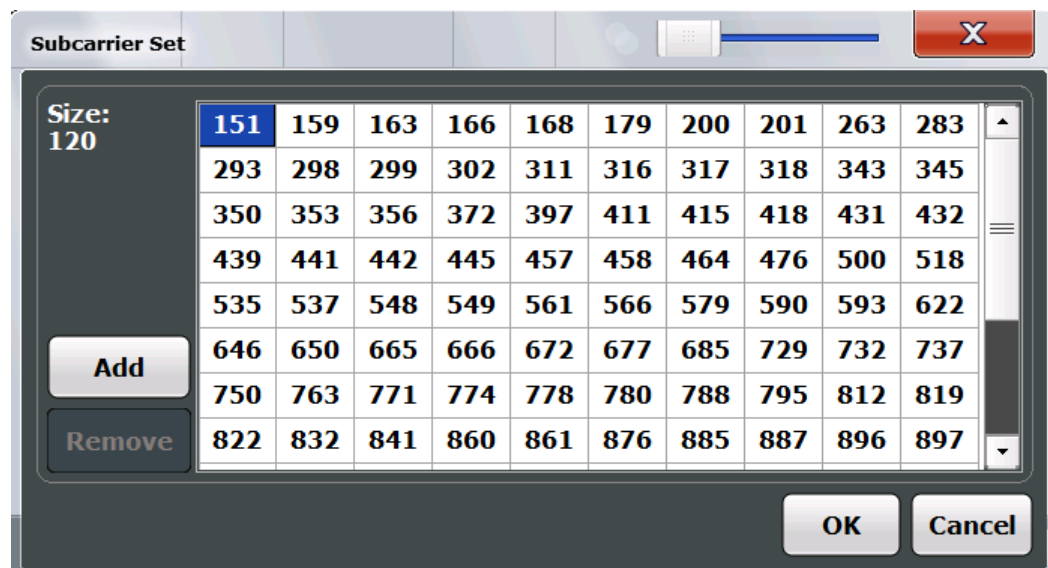 Subcarrier Set
Size:
120
151 159 163 166 168 179 200 201 263 283
293 298 299 302 311 316 317 318 343 345
350 353 356 372 397 411 415 418 431 432
439 441 442 445 457 458 464 476 500 518
535 537 548 549 561 566 579 590 593 622
646 650 665 666 672 677 685 729 732 737
750 763 771 774 778 780 788 795 812 819
822 832 841 860 861 876 885 887 896 897
Add
Remove
OK Cancel